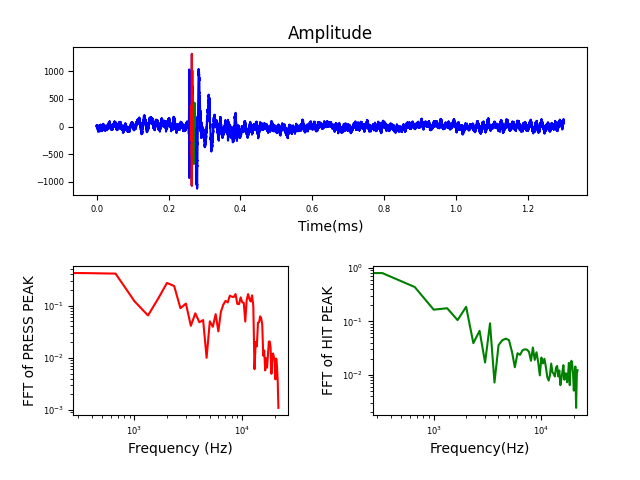 Amplitude
1000
500
0
−500
−1000
0.0 0.2 0.4 0.6 0.8 1.0 1.2
Time(ms)
FFT of PRESS PEAK
10⁻¹
10⁻²
10⁻³
10³ 10⁴
Frequency (Hz)
FFT of HIT PEAK
10⁰
10⁻¹
10⁻²
10³ 10⁴
Frequency(Hz)